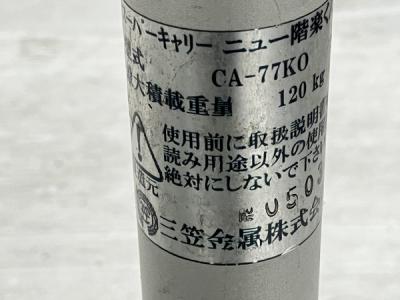 ーパーキャリー ニュー階楽く
式 CA-77KO
大積載重量 120 kg
使用前に取扱説明
読み用途以外の使
絶対にしないで下さ
元
050
三笠金属株式会